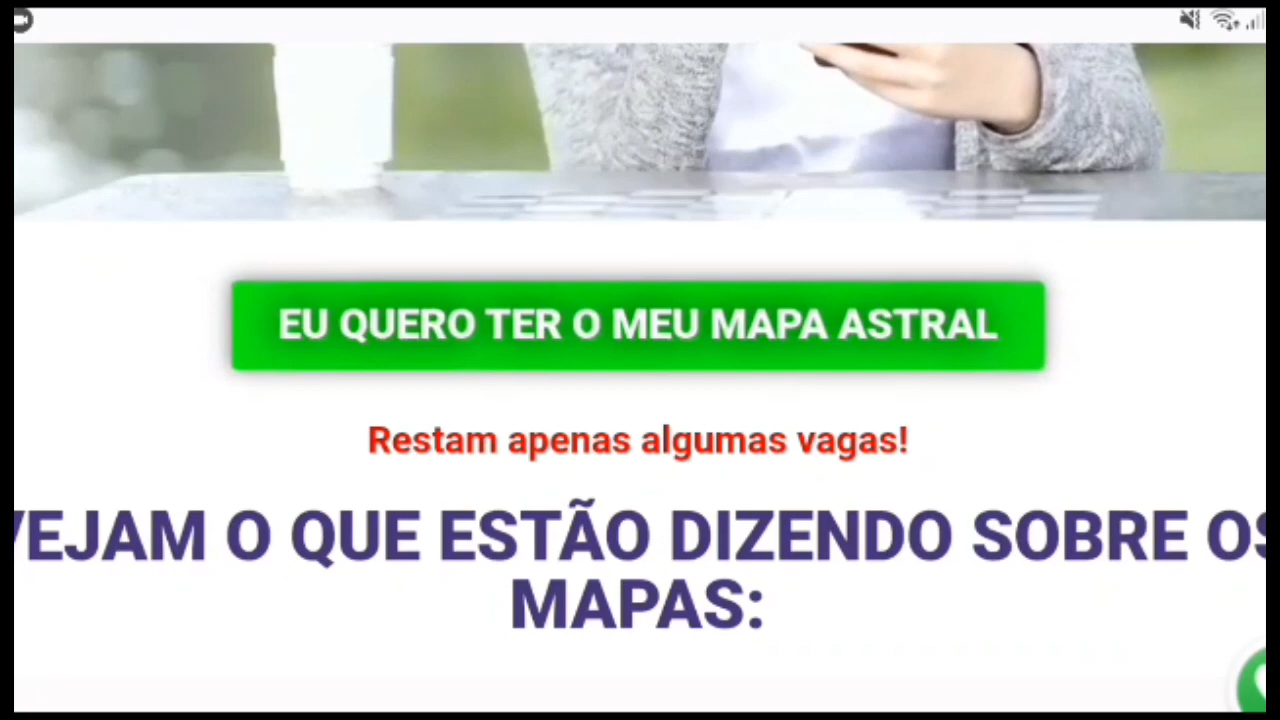 EU QUERO TER O MEU MAPA ASTRAL
Restam apenas algumas vagas!
VEJAM O QUE ESTÃO DIZENDO SOBRE OS
MAPAS: